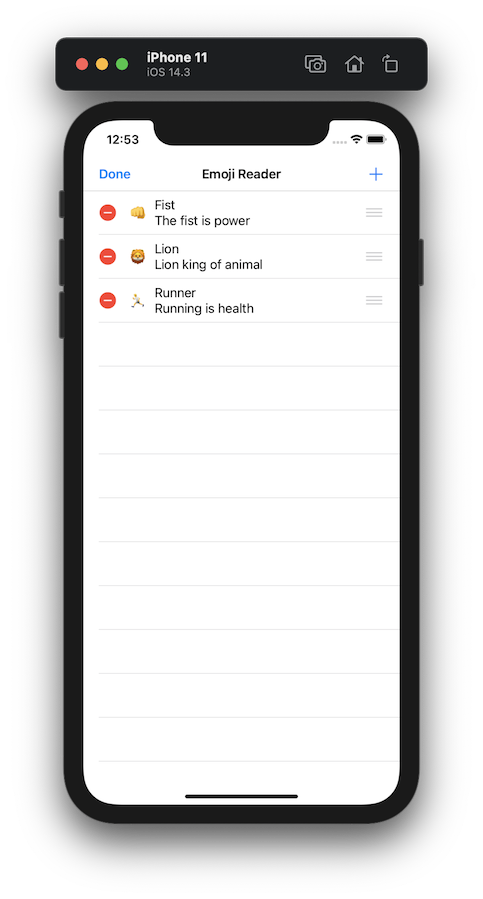 iPhone 11
iOS 14.3
12:53
Done Emoji Reader +
Fist
The fist is power
Lion
Lion king of animal
Runner
Running is health